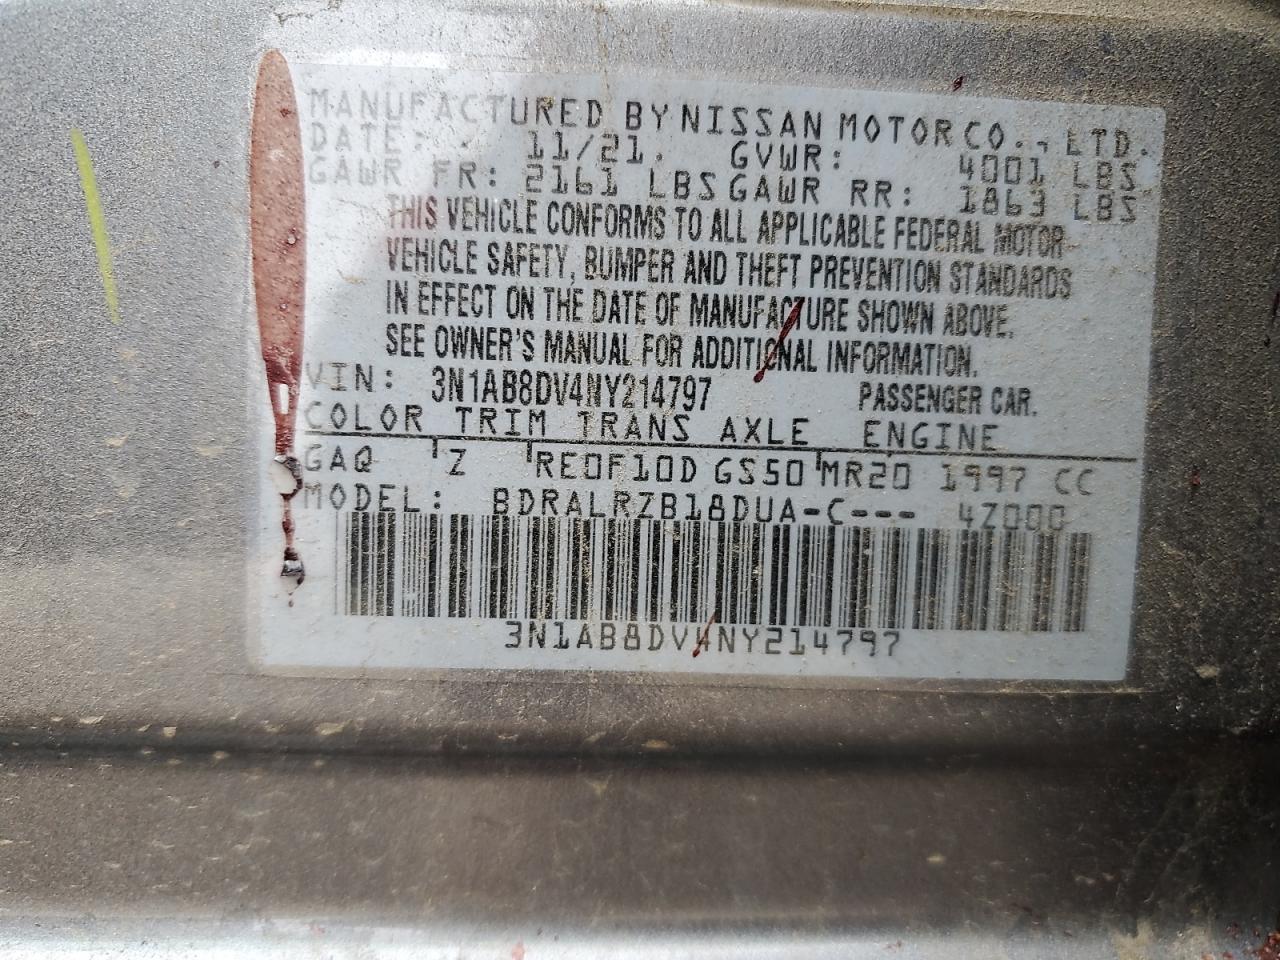 MANUFACTURED BY NISSAN MOTOR CO., LTD.
DATE: 11/21. GVWR: 4001 LBS
GAWR FR: 2161 LBS GAWR RR: 1863 LBS
THIS VEHICLE CONFORMS TO ALL APPLICABLE FEDERAL MOTOR
VEHICLE SAFETY, BUMPER AND THEFT PREVENTION STANDARDS
IN EFFECT ON THE DATE OF MANUFACTURE SHOWN ABOVE.
SEE OWNER'S MANUAL FOR ADDITIONAL INFORMATION.
VIN: 3N1AB8DV4NY214797 PASSENGER CAR.
COLOR TRIM TRANS AXLE ENGINE
GAQ Z RE0F10D GS50 MR20 1997 CC
MODEL: BDRALRZB18DUA-C--- 4Z000
3N1AB8DV4NY214797